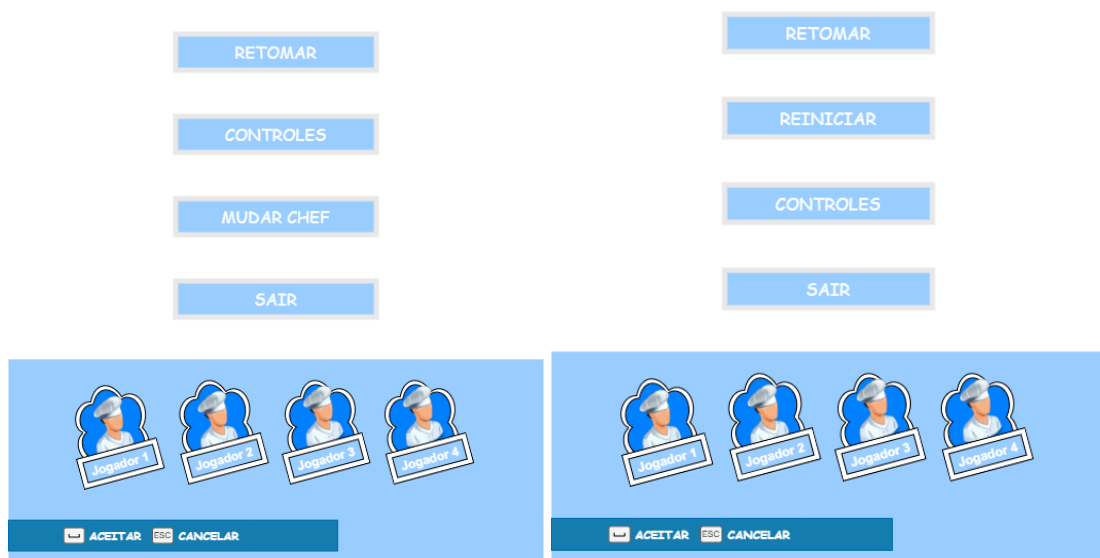 RETOMAR
CONTROLES
MUDAR CHEF
SAIR
Jogador 1
Jogador 2
Jogador 3
Jogador 4
ACEITAR ESC CANCELAR
RETOMAR
REINICIAR
CONTROLES
SAIR
Jogador 1
Jogador 2
Jogador 3
Jogador 4
ACEITAR ESC CANCELAR